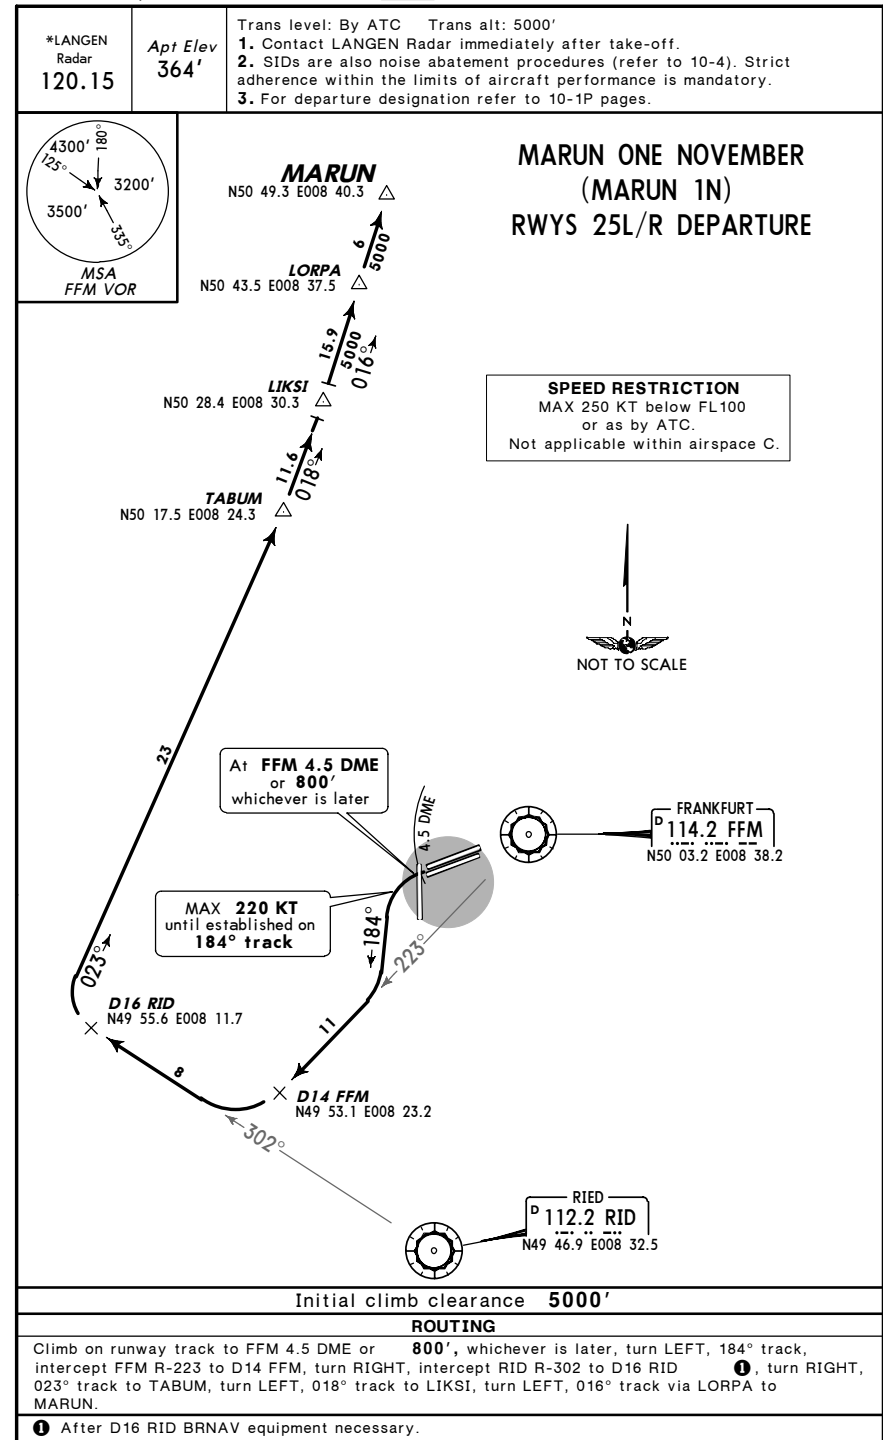 *LANGEN
Radar
120.15
Apt Elev
364'
Trans level: By ATC Trans alt: 5000'
1. Contact LANGEN Radar immediately after take-off.
2. SIDs are also noise abatement procedures (refer to 10-4). Strict
adherence within the limits of aircraft performance is mandatory.
3. For departure designation refer to 10-1P pages.
4300'
180°
125°
3200'
3500'
335°
MSA
FFM VOR
MARUN ONE NOVEMBER
(MARUN 1N)
RWYS 25L/R DEPARTURE
MARUN
N50 49.3 E008 40.3
6
5000
LORPA
N50 43.5 E008 37.5
15.9
5000
016°
LIKSI
N50 28.4 E008 30.3
11.6
018°
TABUM
N50 17.5 E008 24.3
SPEED RESTRICTION
MAX 250 KT below FL100
or as by ATC.
Not applicable within airspace C.
N
NOT TO SCALE
23
At FFM 4.5 DME
or 800'
whichever is later
4.5 DME
FRANKFURT
D 114.2 FFM
N50 03.2 E008 38.2
MAX 220 KT
until established on
184° track
184°
223°
023°
D16 RID
N49 55.6 E008 11.7
11
8
D14 FFM
N49 53.1 E008 23.2
302°
RIED
D 112.2 RID
N49 46.9 E008 32.5
Initial climb clearance 5000'
ROUTING
Climb on runway track to FFM 4.5 DME or 800', whichever is later, turn LEFT, 184° track,
intercept FFM R-223 to D14 FFM, turn RIGHT, intercept RID R-302 to D16 RID ❶, turn RIGHT,
023° track to TABUM, turn LEFT, 018° track to LIKSI, turn LEFT, 016° track via LORPA to
MARUN.
❶ After D16 RID BRNAV equipment necessary.